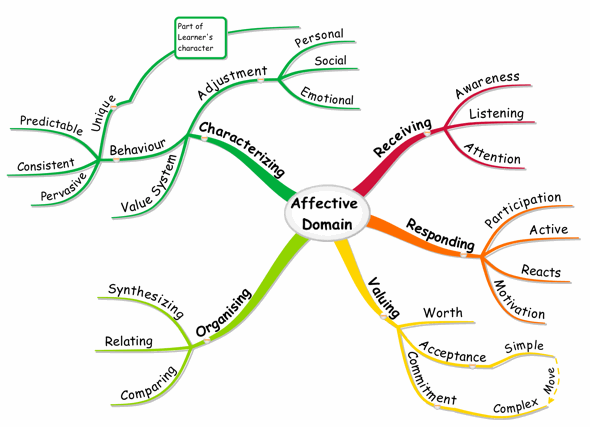 Affective
Domain
Receiving
Awareness
Listening
Attention
Responding
Participation
Active
Reacts
Motivation
Valuing
Worth
Acceptance
Simple
Move
Commitment
Complex
Organising
Synthesizing
Relating
Comparing
Characterizing
Adjustment
Personal
Social
Emotional
Behaviour
Unique
Part of
Learner's
character
Predictable
Consistent
Pervasive
Value System